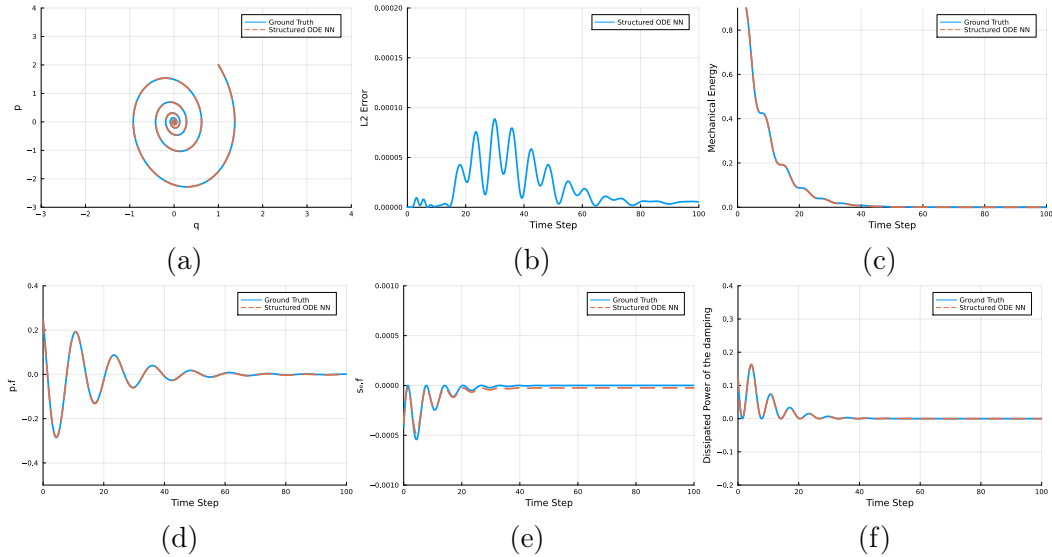 4
3
2
1
0
−1
−2
−3
−3
−2
−1
0
1
2
3
4
p
q
Ground Truth
Structured ODE NN
(a)
0.00020
0.00015
0.00010
0.00005
0.00000
0
20
40
60
80
100
L2 Error
Time Step
Structured ODE NN
(b)
0.8
0.6
0.4
0.2
0.0
0
20
40
60
80
100
Mechanical Energy
Time Step
Ground Truth
Structured ODE NN
(c)
0.4
0.2
0.0
−0.2
−0.4
0
20
40
60
80
100
p.f
Time Step
Ground Truth
Structured ODE NN
(d)
0.0010
0.0005
0.0000
−0.0005
−0.0010
0
20
40
60
80
100
Time Step
Ground Truth
Structured ODE NN
(e)
0.4
0.3
0.2
0.1
0.0
−0.1
−0.2
0
20
40
60
80
100
Dissipated Power of the damping
Time Step
Ground Truth
Structured ODE NN
(f)